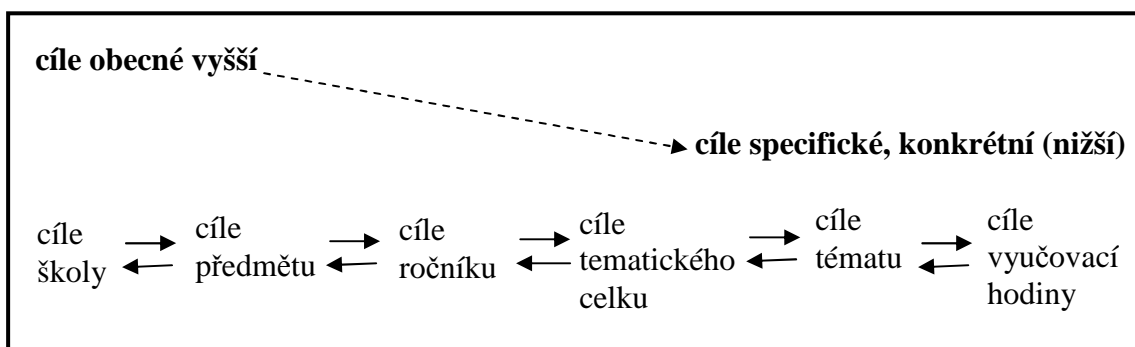 cíle obecné vyšší
cíle specifické, konkrétní (nižší)
cíle
školy
cíle
předmětu
cíle
ročníku
cíle
tematického
celku
cíle
tématu
cíle
vyučovací
hodiny